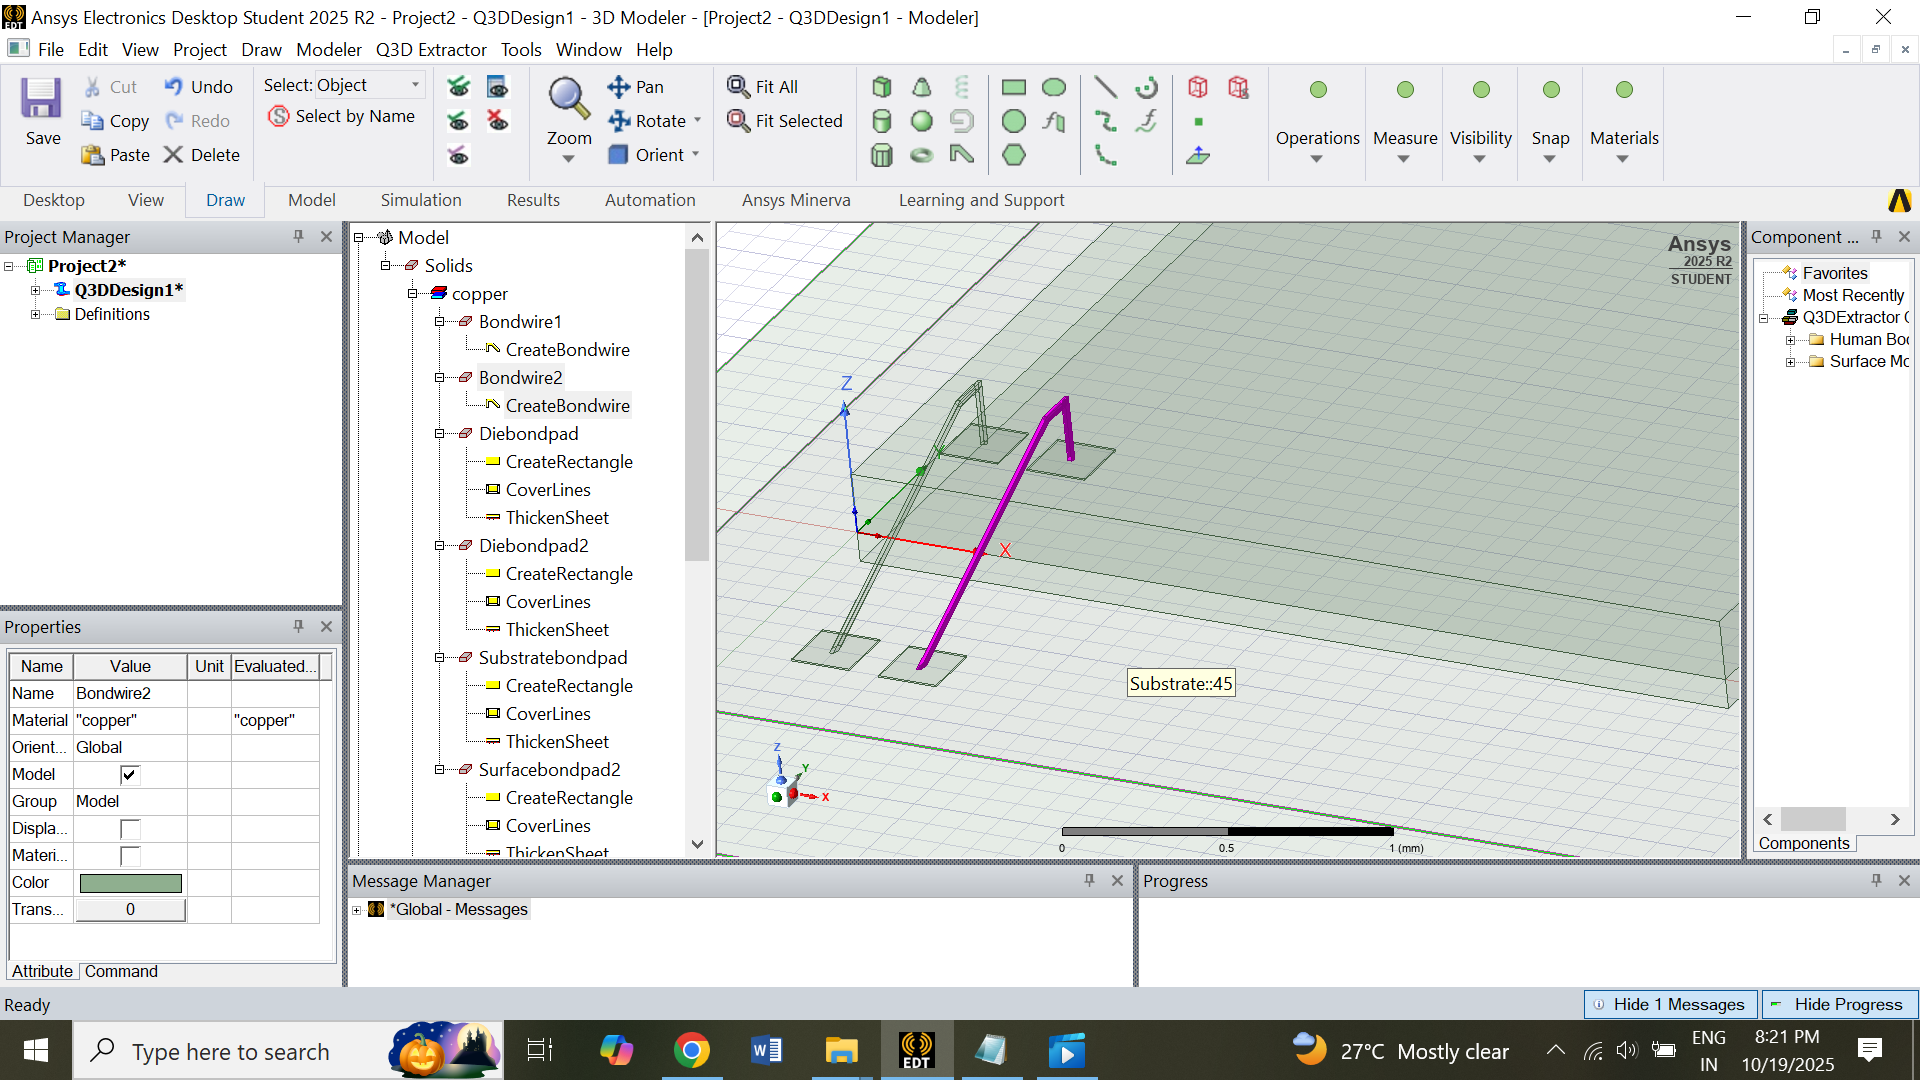 Ansys Electronics Desktop Student 2025 R2 - Project2 - Q3DDesign1 - 3D Modeler - [Project2 - Q3DDesign1 - Modeler]
File Edit View Project Draw Modeler Q3D Extractor Tools Window Help
Save
Cut
Copy
Paste
Undo
Redo
Delete
Select: Object
Select by Name
Zoom
Pan
Rotate
Orient
Fit All
Fit Selected
Operations
Measure
Visibility
Snap
Materials
Desktop View Draw Model Simulation Results Automation Ansys Minerva Learning and Support
Project Manager
Project2*
Q3DDesign1*
Definitions
Properties
Name Value Unit Evaluated...
Name Bondwire2
Material "copper" "copper"
Orient... Global
Model
Group Model
Displa...
Materi...
Color
Trans... 0
Attribute Command
Model
Solids
copper
Bondwire1
CreateBondwire
Bondwire2
CreateBondwire
Diebondpad
CreateRectangle
CoverLines
ThickenSheet
Diebondpad2
CreateRectangle
CoverLines
ThickenSheet
Substratebondpad
CreateRectangle
CoverLines
ThickenSheet
Surfacebondpad2
CreateRectangle
CoverLines
ThickenSheet
Ansys
2025 R2
STUDENT
Z
X
Substrate::45
Z
Y
X
0 0.5 1 (mm)
Component ...
Favorites
Most Recently
Q3DExtractor
Human Bo
Surface Mo
Components
Message Manager
*Global - Messages
Progress
Ready
Hide 1 Messages
Hide Progress
Type here to search
EDT
27°C Mostly clear
ENG
IN
8:21 PM
10/19/2025